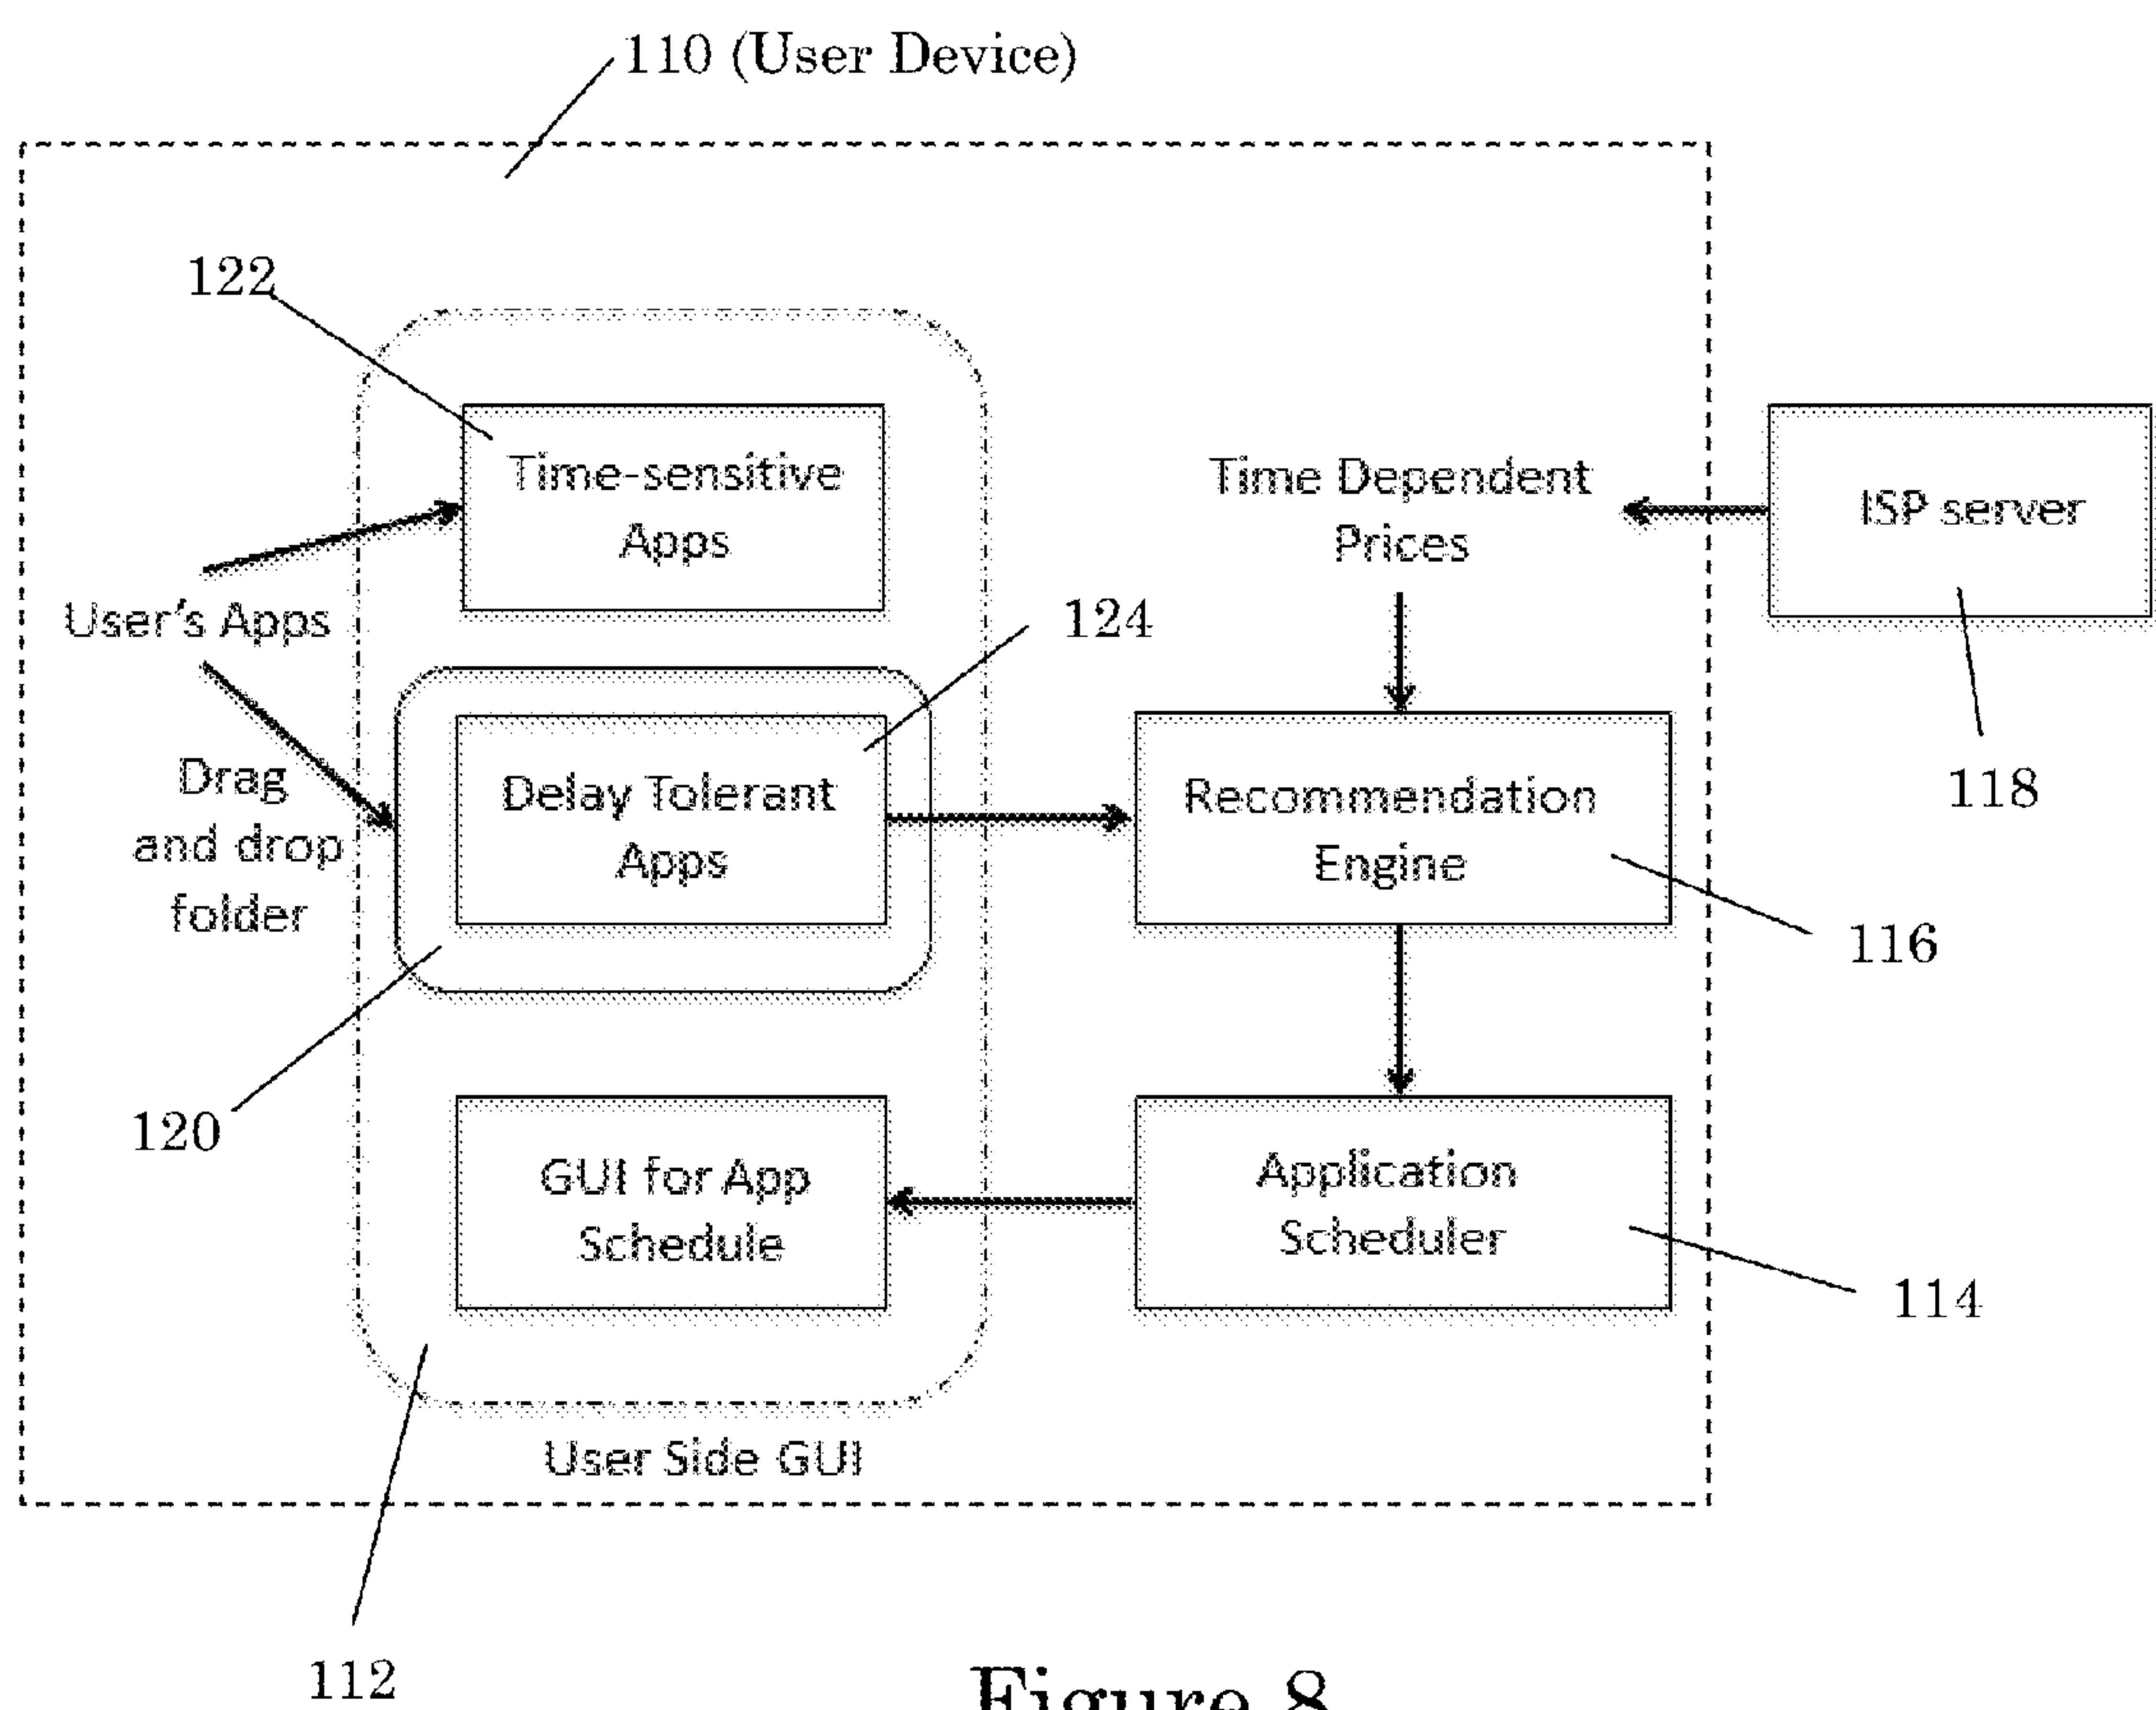 110 (User Device)
122
Time-sensitive
Apps
Time Dependent
Prices
ISP server
User's Apps
124
118
Drag
and drop
folder
Delay Tolerant
Apps
Recommendation
Engine
116
120
GUI for App
Schedule
Application
Scheduler
114
User Side GUI
112
Figure 8